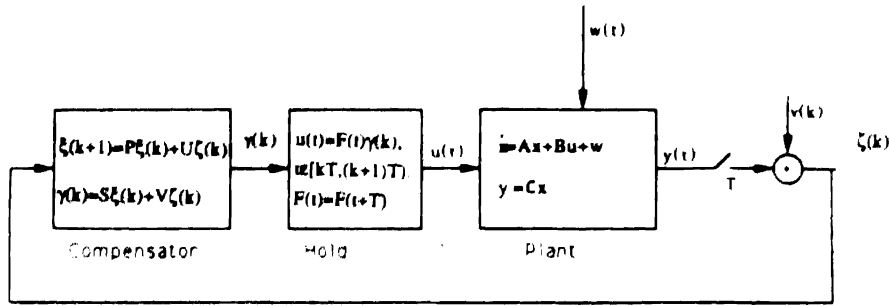 w(t)
v(k)
ζ(k)
ξ(k+1)=Pξ(k)+Uζ(k)
γ(k)=Sξ(k)+Vζ(k)
γ(k)
u(t)=F(t)γ(k),
t∈[kT,(k+1)T),
F(t)=F(t+T)
u(t)
ẋ=Ax+Bu+w
y=Cx
y(t)
T
Compensator
Hold
Plant